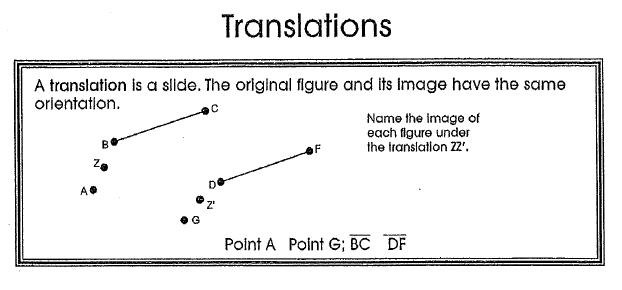 Translations
A translation is a slide. The original figure and its image have the same
orientation.
C
Name the image of
each figure under
the translation ZZ'.
B
F
Z
D
A
Z'
G
Point A Point G; BC DF